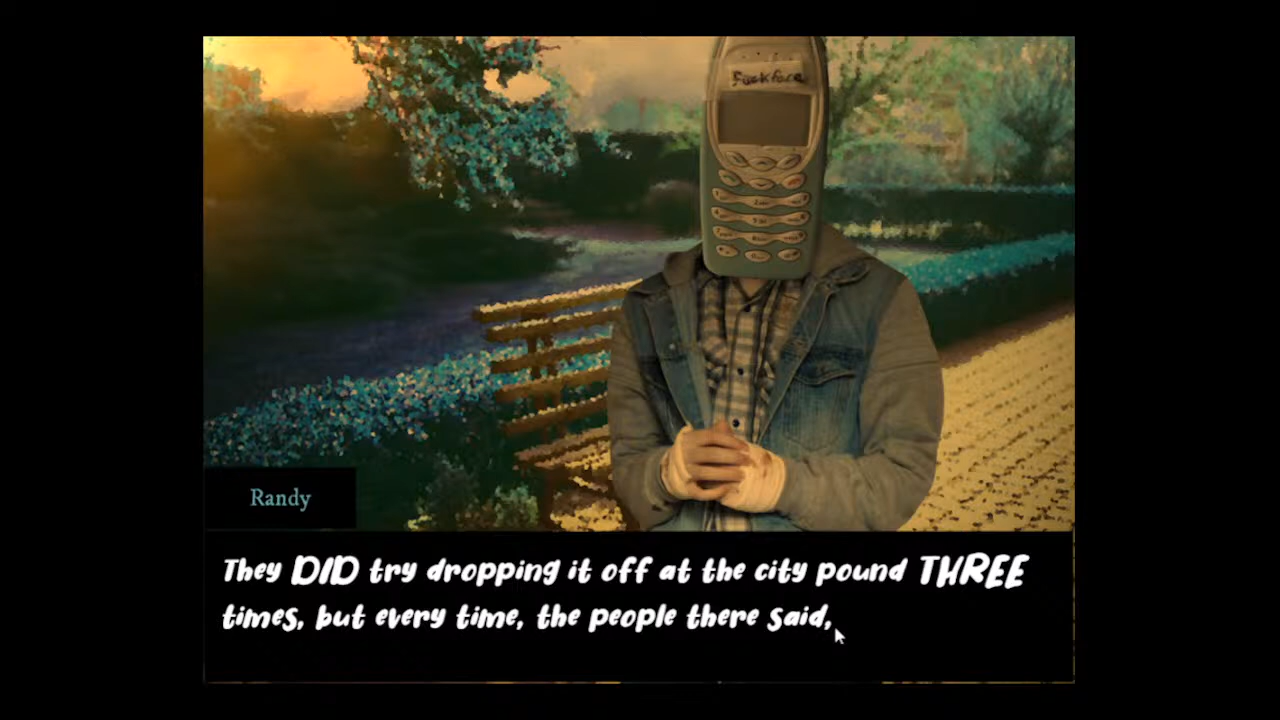 Fuckface
Randy
They DID try dropping it off at the city pound THREE
times, but every time, the people there said,